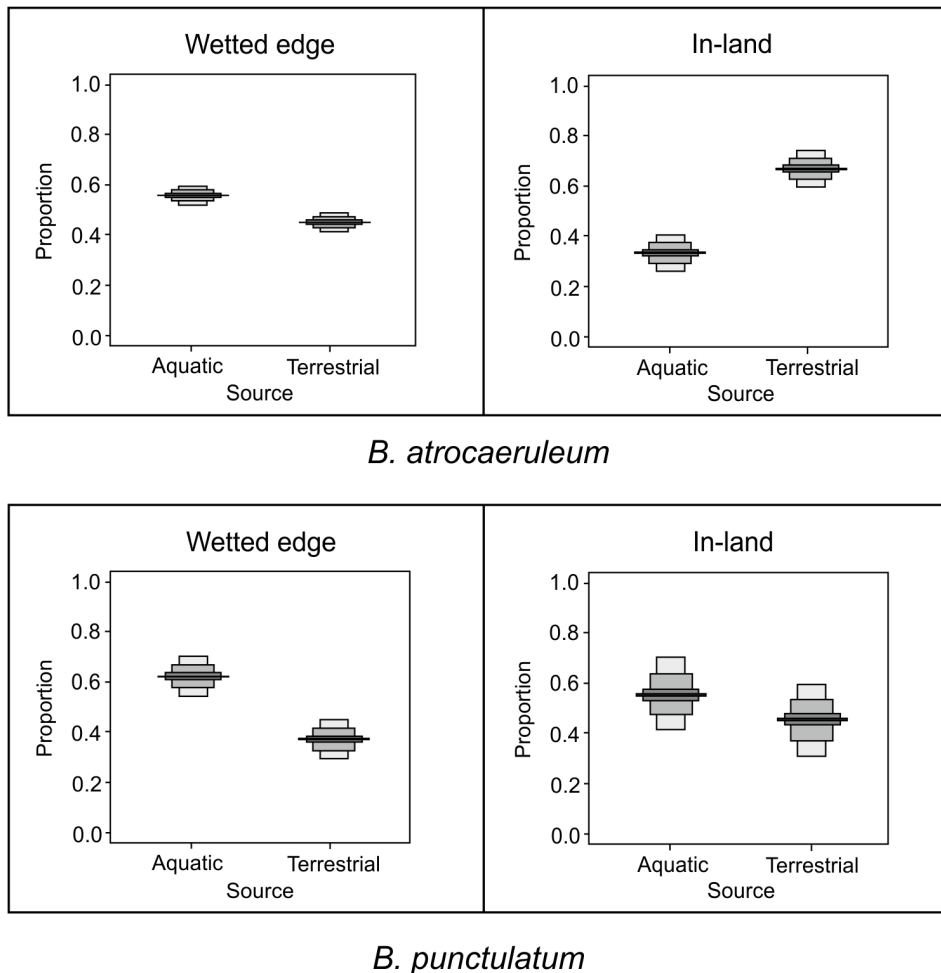 Wetted edge
In-land
1.0
0.8
0.6
0.4
0.2
0.0
Proportion
Aquatic
Terrestrial
Source
1.0
0.8
0.6
0.4
0.2
0.0
Proportion
Aquatic
Terrestrial
Source
B. atrocaeruleum
Wetted edge
In-land
1.0
0.8
0.6
0.4
0.2
0.0
Proportion
Aquatic
Terrestrial
Source
1.0
0.8
0.6
0.4
0.2
0.0
Proportion
Aquatic
Terrestrial
Source
B. punctulatum